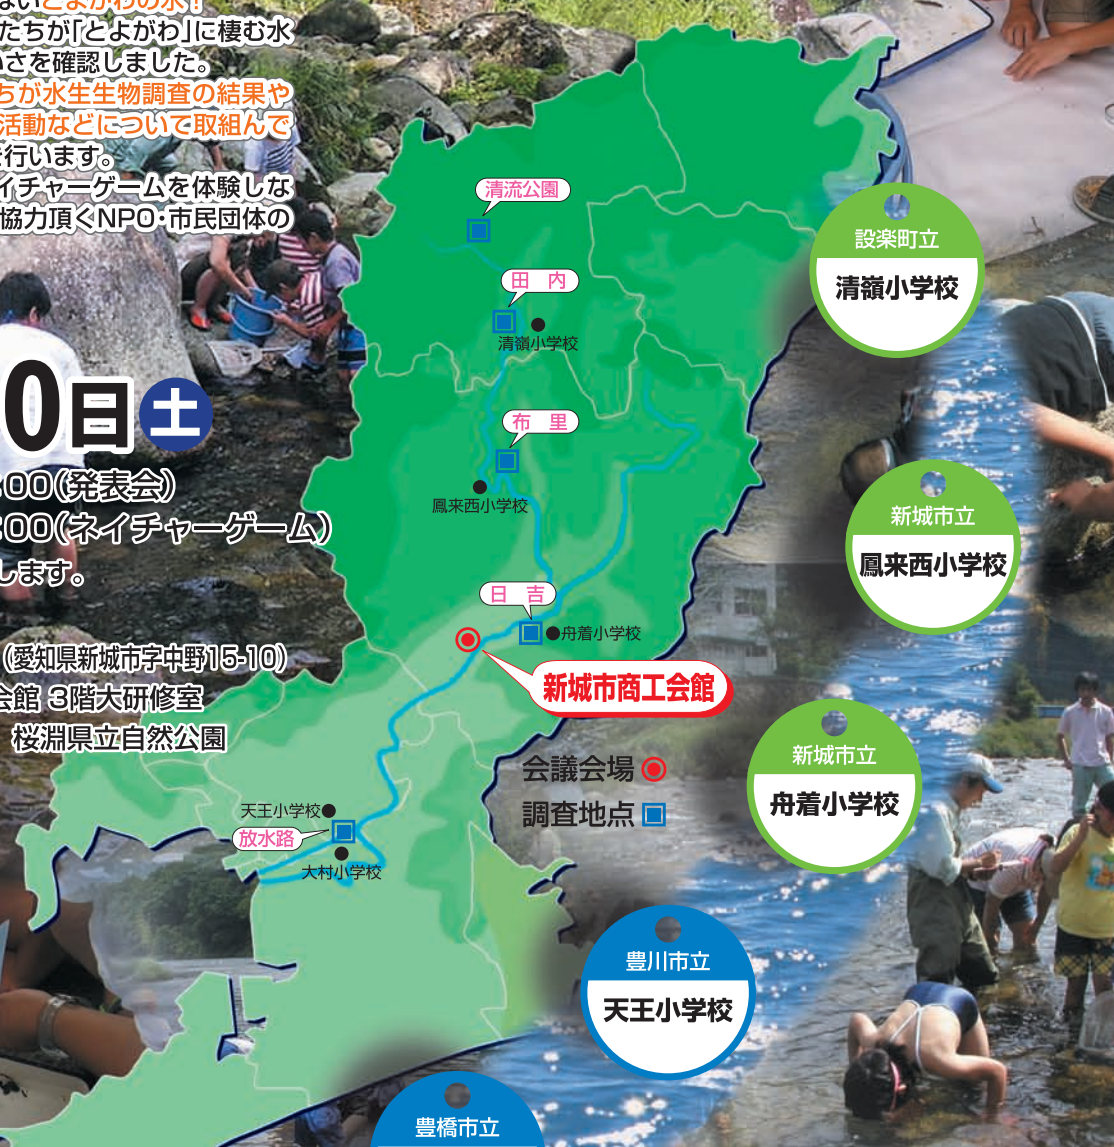 ないとよがわの水！
たちが「とよがわ」に棲む水
いさを確認しました。
ちが水生生物調査の結果や
活動などについて取組んで
を行います。
イチャーゲームを体験しな
協力頂くNPO・市民団体の
0日土
:00（発表会）
:00（ネイチャーゲーム）
します。
（愛知県新城市字中野15-10）
会館 3階大研修室
桜淵県立自然公園
清流公園
田 内
清嶺小学校
布 里
鳳来西小学校
日 吉
舟着小学校
新城市商工会館
会議会場
調査地点
天王小学校
放水路
大村小学校
設楽町立
清嶺小学校
新城市立
鳳来西小学校
新城市立
舟着小学校
豊川市立
天王小学校
豊橋市立